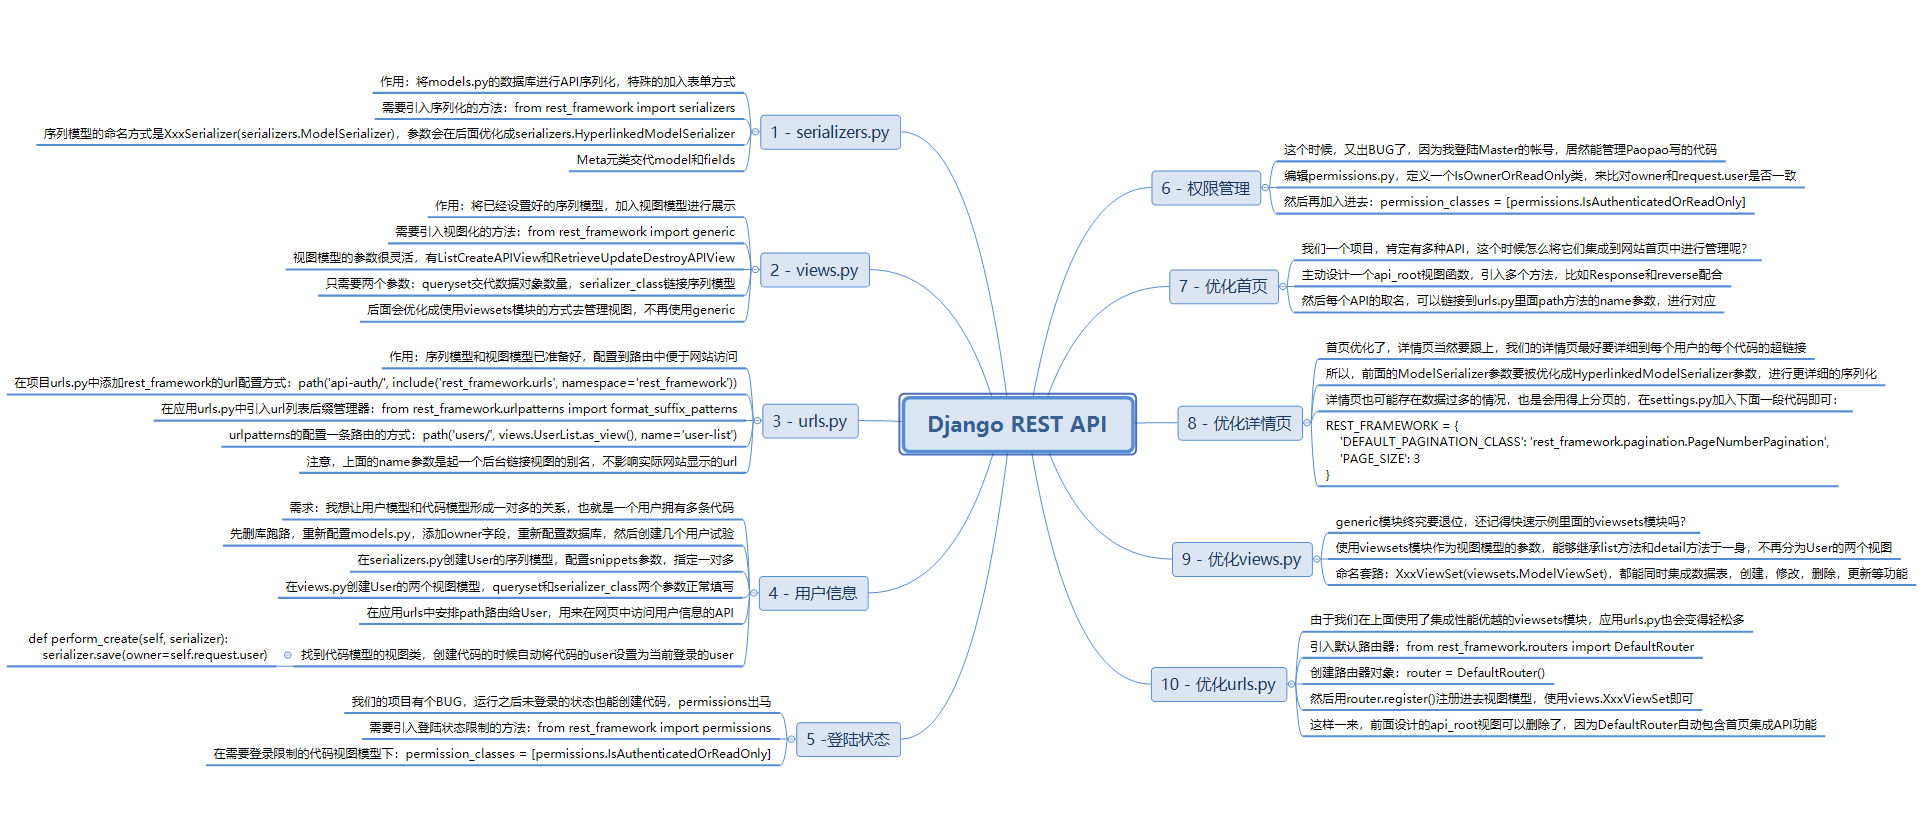 Django REST API
1 - serializers.py
作用：将models.py的数据库进行API序列化，特殊的加入表单方式
需要引入序列化的方法：from rest_framework import serializers
序列模型的命名方式是XxxSerializer(serializers.ModelSerializer)，参数会在后面优化成serializers.HyperlinkedModelSerializer
Meta元类交代model和fields
2 - views.py
作用：将已经设置好的序列模型，加入视图模型进行展示
需要引入视图化的方法：from rest_framework import generic
视图模型的参数很灵活，有ListCreateAPIView和RetrieveUpdateDestroyAPIView
只需要两个参数：queryset交代数据对象数量，serializer_class链接序列模型
后面会优化成使用viewsets模块的方式去管理视图，不再使用generic
3 - urls.py
作用：序列模型和视图模型已准备好，配置到路由中便于网站访问
在项目urls.py中添加rest_framework的url配置方式：path('api-auth/', include('rest_framework.urls', namespace='rest_framework'))
在应用urls.py中引入url列表后缀管理器：from rest_framework.urlpatterns import format_suffix_patterns
urlpatterns的配置一条路由的方式：path('users/', views.UserList.as_view(), name='user-list')
注意，上面的name参数是起一个后台链接视图的别名，不影响实际网站显示的url
4 - 用户信息
需求：我想让用户模型和代码模型形成一对多的关系，也就是一个用户拥有多条代码
先删库跑路，重新配置models.py，添加owner字段，重新配置数据库，然后创建几个用户试验
在serializers.py创建User的序列模型，配置snippets参数，指定一对多
在views.py创建User的两个视图模型，queryset和serializer_class两个参数正常填写
在应用urls中安排path路由给User，用来在网页中访问用户信息的API
找到代码模型的视图类，创建代码的时候自动将代码的user设置为当前登录的user
def perform_create(self, serializer):
serializer.save(owner=self.request.user)
5 -登陆状态
我们的项目有个BUG，运行之后未登录的状态也能创建代码，permissions出马
需要引入登陆状态限制的方法：from rest_framework import permissions
在需要登录限制的代码视图模型下：permission_classes = [permissions.IsAuthenticatedOrReadOnly]
6 - 权限管理
这个时候，又出BUG了，因为我登陆Master的帐号，居然能管理Paopao写的代码
编辑permissions.py，定义一个IsOwnerOrReadOnly类，来比对owner和request.user是否一致
然后再加入进去：permission_classes = [permissions.IsAuthenticatedOrReadOnly]
7 - 优化首页
我们一个项目，肯定有多种API，这个时候怎么将它们集成到网站首页中进行管理呢？
主动设计一个api_root视图函数，引入多个方法，比如Response和reverse配合
然后每个API的取名，可以链接到urls.py里面path方法的name参数，进行对应
8 - 优化详情页
首页优化了，详情页当然要跟上，我们的详情页最好要详细到每个用户的每个代码的超链接
所以，前面的ModelSerializer参数要被优化成HyperlinkedModelSerializer参数，进行更详细的序列化
详情页也可能存在数据过多的情况，也是会用得上分页的，在settings.py加入下面一段代码即可：
REST_FRAMEWORK = {
'DEFAULT_PAGINATION_CLASS': 'rest_framework.pagination.PageNumberPagination',
'PAGE_SIZE': 3
}
9 - 优化views.py
generic模块终究要退位，还记得快速示例里面的viewsets模块吗？
使用viewsets模块作为视图模型的参数，能够继承list方法和detail方法于一身，不再分为User的两个视图
命名套路：XxxViewSet(viewsets.ModelViewSet)，都能同时集成数据表，创建，修改，删除，更新等功能
10 - 优化urls.py
由于我们在上面使用了集成性能优越的viewsets模块，应用urls.py也会变得轻松多
引入默认路由器：from rest_framework.routers import DefaultRouter
创建路由器对象：router = DefaultRouter()
然后用router.register()注册进去视图模型，使用views.XxxViewSet即可
这样一来，前面设计的api_root视图可以删除了，因为DefaultRouter自动包含首页集成API功能